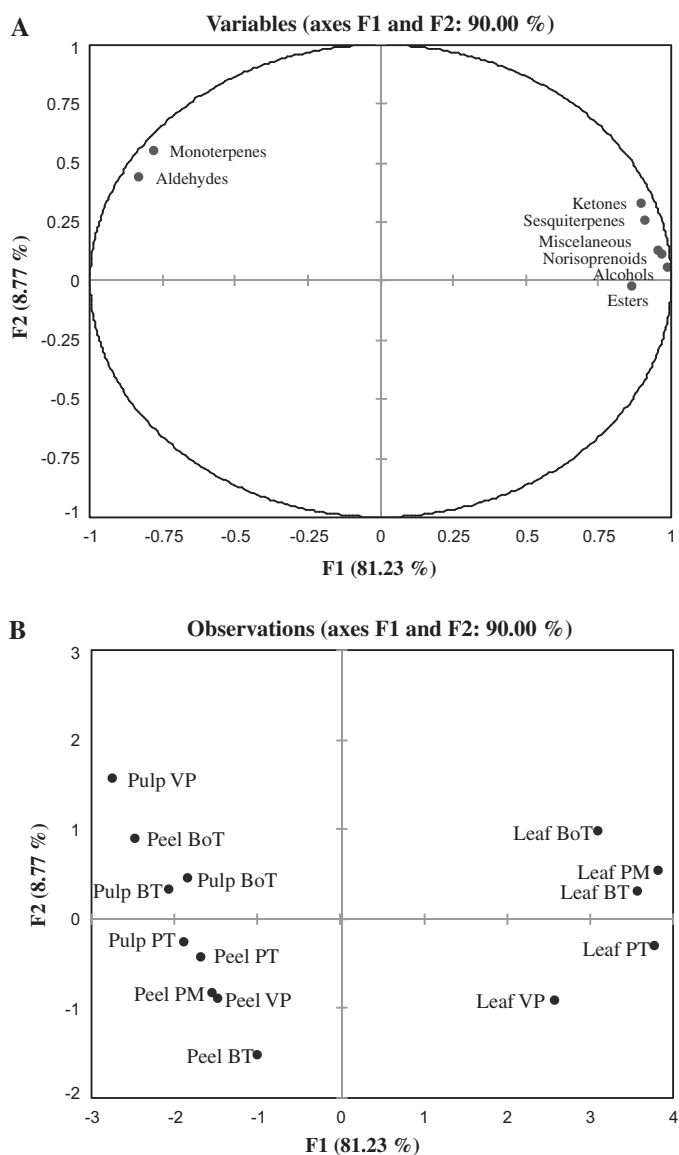 A
Variables (axes F1 and F2: 90.00 %)
1
0.75
Monoterpenes
0.5
Aldehydes
Ketones
0.25
Sesquiterpenes
Miscelaneous
Norisoprenoids
Alcohols
0
Esters
-0.25
-0.5
-0.75
-1
F2 (8.77 %)
-1 -0.75 -0.5 -0.25 0 0.25 0.5 0.75 1
F1 (81.23 %)
B
Observations (axes F1 and F2: 90.00 %)
3
2
Pulp VP
1
Peel BoT
Leaf BoT
Pulp BoT
Leaf PM
Pulp BT
Leaf BT
0
Pulp PT
Peel PT
Leaf PT
Peel PM
Peel VP
Leaf VP
-1
Peel BT
-2
F2 (8.77 %)
-3 -2 -1 0 1 2 3 4
F1 (81.23 %)